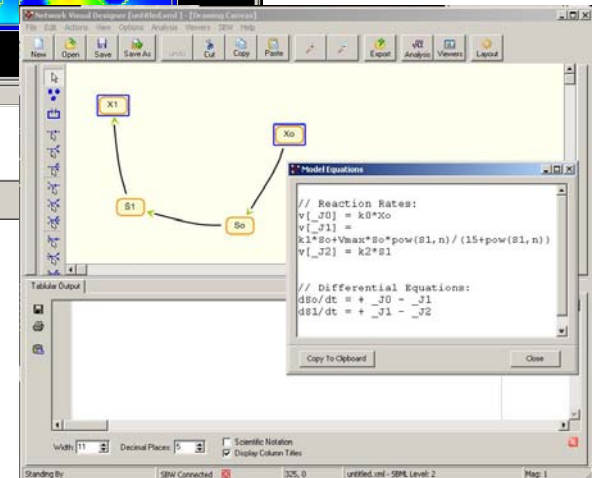 Network Visual Designer [untitled.xml] - [Drawing Canvas]
File Edit Actions View Options Analysis Viewers SBW Help
New Open Save Save As undo Cut Copy Paste Export Analysis Viewers Layout
X1
Xo
S1
So
Model Equations
// Reaction Rates:
v[_J0] = k0*Xo
v[_J1] =
k1*So+Vmax*So*pow(S1,n)/(15+pow(S1,n))
v[_J2] = k2*S1
// Differential Equations:
dSo/dt = + _J0 - _J1
dS1/dt = + _J1 - _J2
Copy To Clipboard Close
Tablular Output
Width: 11 Decimal Places: 5 Scientific Notation
Display Column Titles
Standing By SBW Connected 325, 0 untitled.xml - SBML Level: 2 Mag: 1